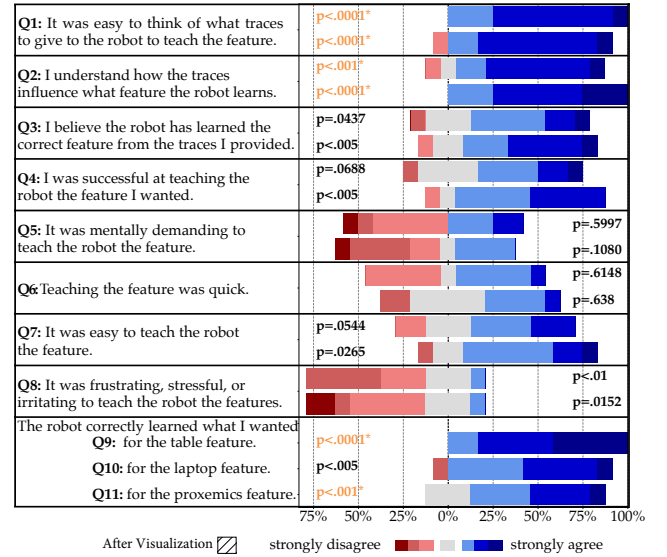 Q1: It was easy to think of what traces
to give to the robot to teach the feature.
p<.0001*
p<.0001*
Q2: I understand how the traces
influence what feature the robot learns.
p<.001*
p<.0001*
Q3: I believe the robot has learned the
correct feature from the traces I provided.
p=.0437
p<.005
Q4: I was successful at teaching the
robot the feature I wanted.
p=.0688
p<.005
Q5: It was mentally demanding to
teach the robot the feature.
p=.5997
p=.1080
Q6:Teaching the feature was quick.
p=.6148
p=.638
Q7: It was easy to teach the robot
the feature.
p=.0544
p=.0265
Q8: It was frustrating, stressful, or
irritating to teach the robot the features.
p<.01
p=.0152
The robot correctly learned what I wanted
Q9: for the table feature.
p<.0001*
Q10: for the laptop feature.
p<.005
Q11: for the proxemics feature.
p<.001*
75% 50% 25% 0% 25% 50% 75% 100%
After Visualization strongly disagree strongly agree